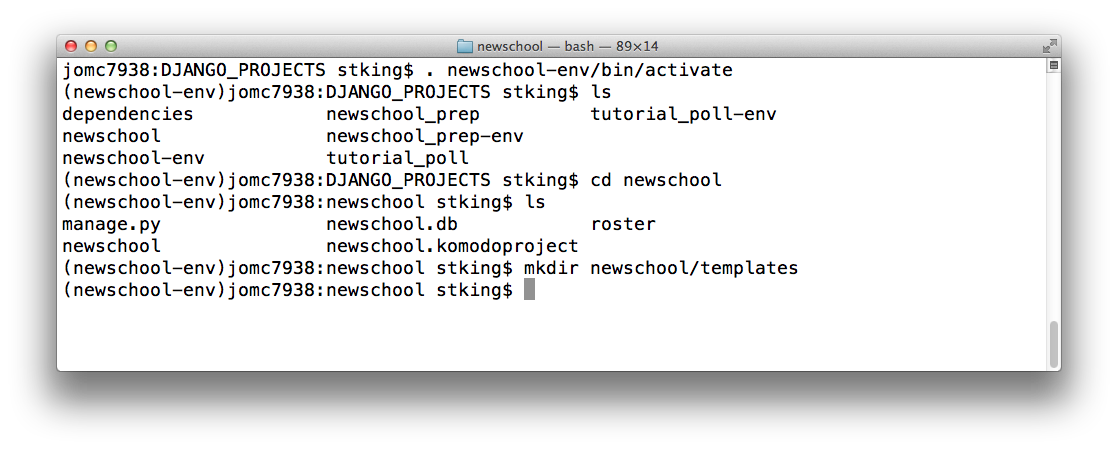 newschool — bash — 89×14
jomc7938:DJANGO_PROJECTS stking$ . newschool-env/bin/activate
(newschool-env)jomc7938:DJANGO_PROJECTS stking$ ls
dependencies            newschool_prep          tutorial_poll-env
newschool               newschool_prep-env
newschool-env           tutorial_poll
(newschool-env)jomc7938:DJANGO_PROJECTS stking$ cd newschool
(newschool-env)jomc7938:newschool stking$ ls
manage.py               newschool.db            roster
newschool               newschool.komodoproject
(newschool-env)jomc7938:newschool stking$ mkdir newschool/templates
(newschool-env)jomc7938:newschool stking$